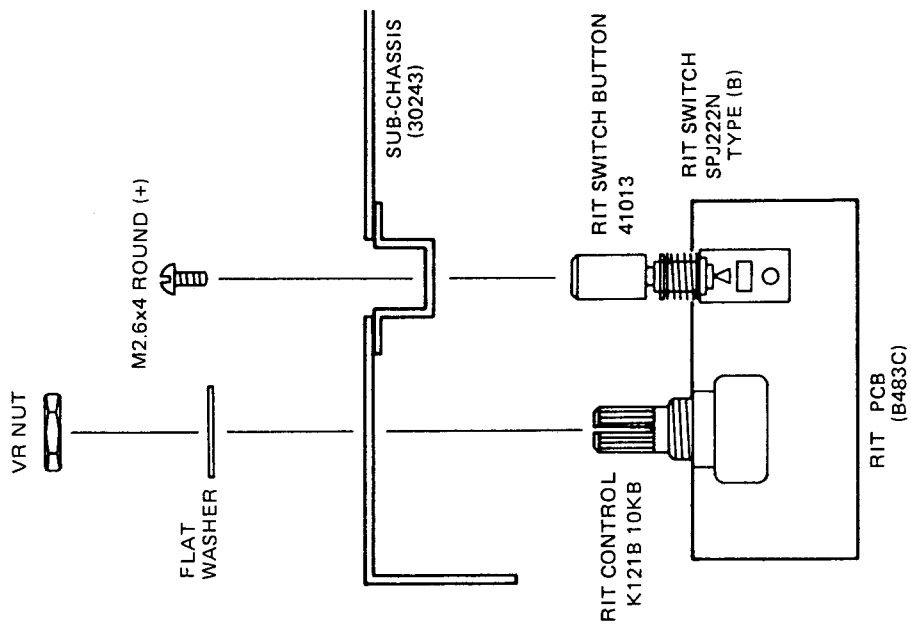 VR NUT
FLAT
WASHER
M2.6x4 ROUND (+)
SUB-CHASSIS
(30243)
RIT CONTROL
K121B 10KB
RIT SWITCH BUTTON
41013
RIT SWITCH
SPJ222N
TYPE (B)
RIT PCB
(B483C)